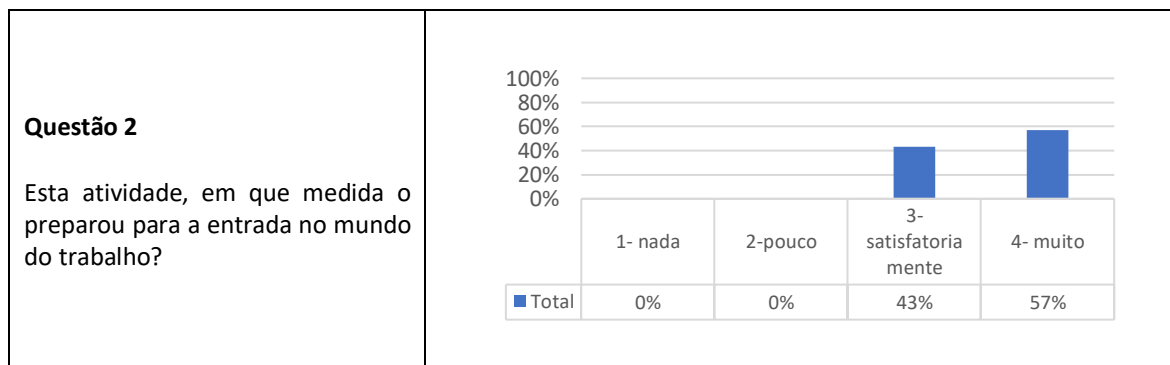 Questão 2
Esta atividade, em que medida o
preparou para a entrada no mundo
do trabalho?
100%
80%
60%
40%
20%
0%
1- nada
2-pouco
3-
satisfatoria
mente
4- muito
Total 0% 0% 43% 57%